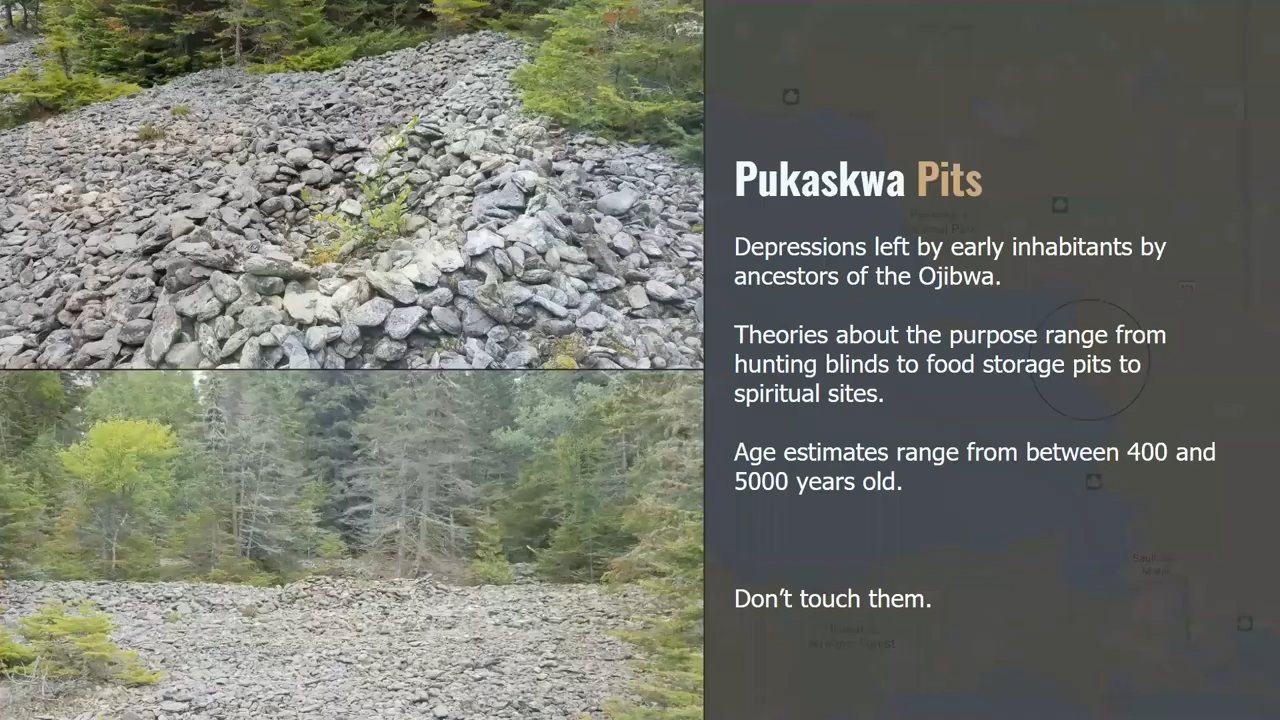 Pukaskwa Pits
Depressions left by early inhabitants by
ancestors of the Ojibwa.
Theories about the purpose range from
hunting blinds to food storage pits to
spiritual sites.
Age estimates range from between 400 and
5000 years old.
Don't touch them.